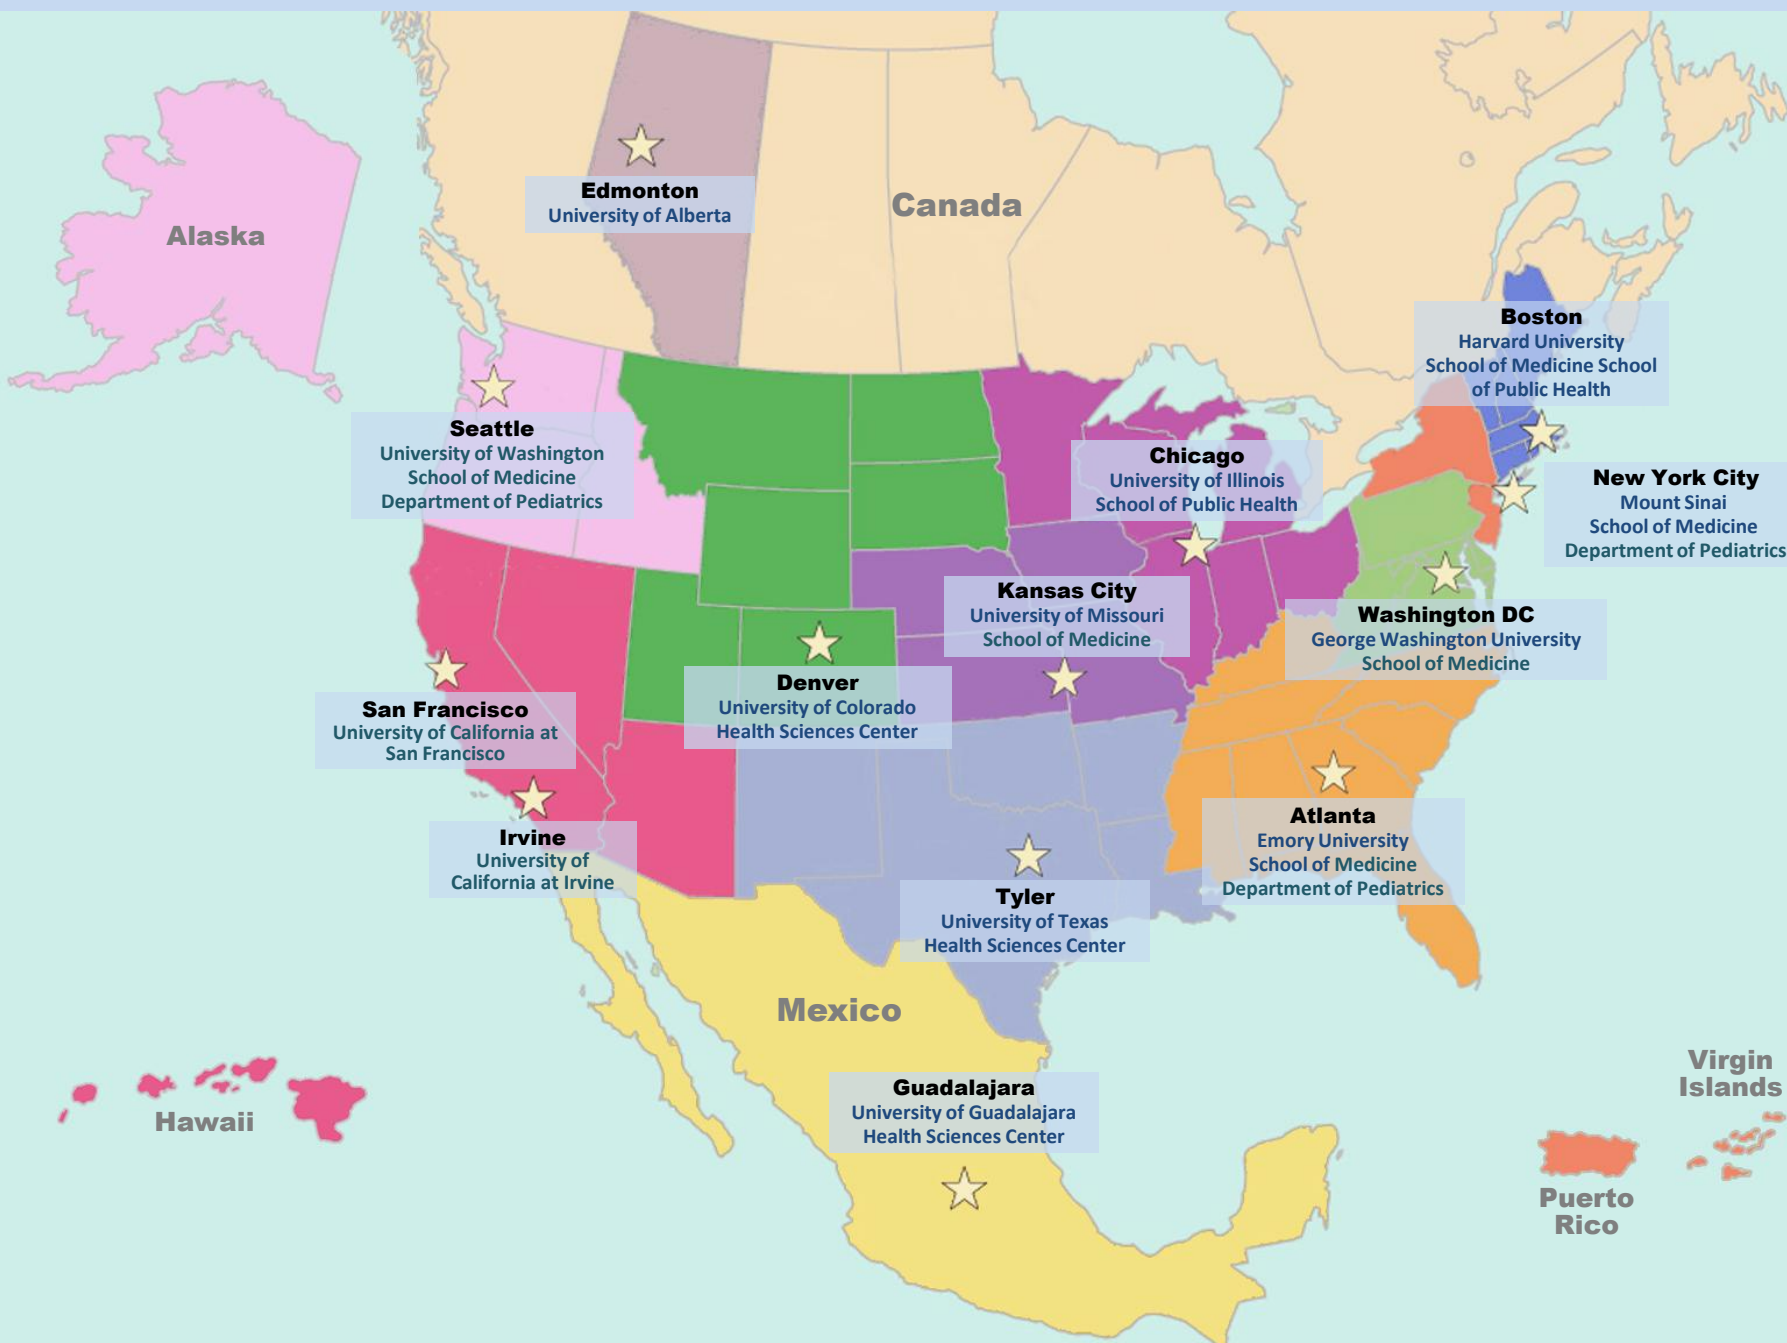 Alaska
Edmonton
University of Alberta
Canada
Boston
Harvard University
School of Medicine School
of Public Health
Seattle
University of Washington
School of Medicine
Department of Pediatrics
Chicago
University of Illinois
School of Public Health
New York City
Mount Sinai
School of Medicine
Department of Pediatrics
Kansas City
University of Missouri
School of Medicine
Washington DC
George Washington University
School of Medicine
Denver
University of Colorado
Health Sciences Center
San Francisco
University of California at
San Francisco
Irvine
University of
California at Irvine
Atlanta
Emory University
School of Medicine
Department of Pediatrics
Tyler
University of Texas
Health Sciences Center
Mexico
Guadalajara
University of Guadalajara
Health Sciences Center
Hawaii
Virgin
Islands
Puerto
Rico